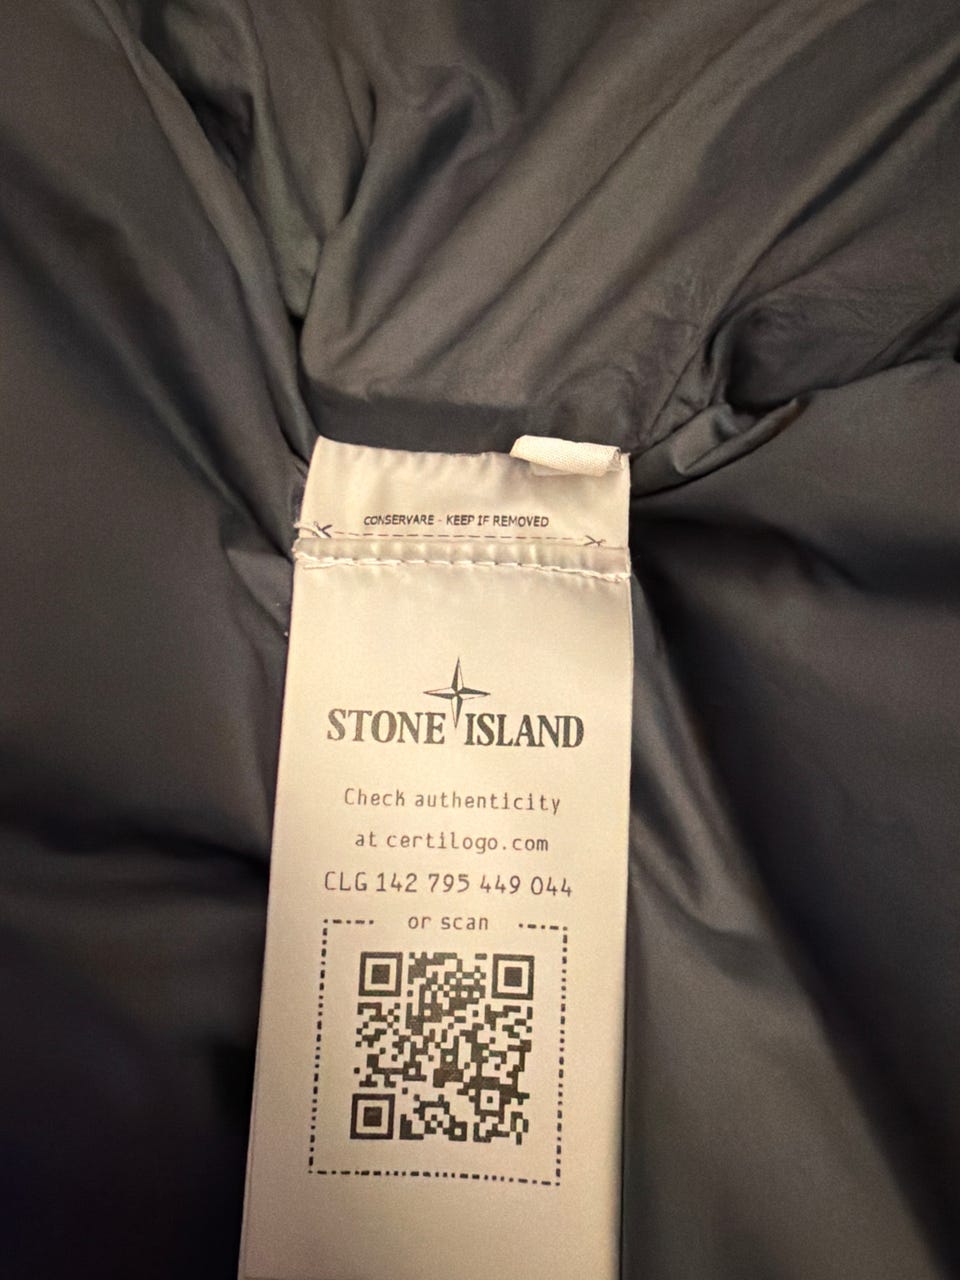 CONSERVARE - KEEP IF REMOVED
STONE ISLAND
Check authenticity
at certilogo.com
CLG 142 795 449 044
or scan